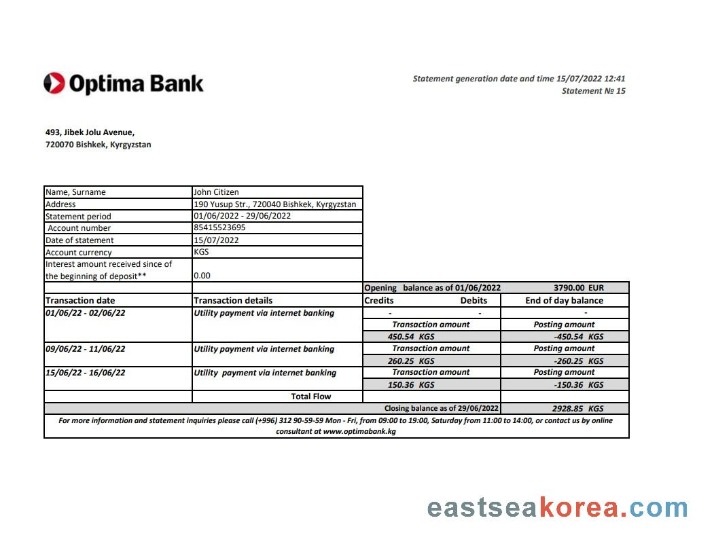 Optima Bank
Statement generation date and time 15/07/2022 12:41
Statement № 15
493, Jibek Jolu Avenue,
720070 Bishkek, Kyrgyzstan
Name, Surname John Citizen
Address 190 Yusup Str., 720040 Bishkek, Kyrgyzstan
Statement period 01/06/2022 - 29/06/2022
Account number 85415523695
Date of statement 15/07/2022
Account currency KGS
Interest amount received since of
the beginning of deposit** 0.00
Opening balance as of 01/06/2022 3790.00 EUR
Transaction date Transaction details Credits Debits End of day balance
01/06/22 - 02/06/22 Utility payment via internet banking - - -
Transaction amount Posting amount
450.54 KGS -450.54 KGS
09/06/22 - 11/06/22 Utility payment via internet banking Transaction amount Posting amount
260.25 KGS -260.25 KGS
15/06/22 - 16/06/22 Utility payment via internet banking Transaction amount Posting amount
150.36 KGS -150.36 KGS
Total Flow
Closing balance as of 29/06/2022 2928.85 KGS
For more information and statement inquiries please call (+996) 312 90-59-59 Mon - Fri, from 09:00 to 19:00, Saturday from 11:00 to 14:00, or contact us by online
consultant at www.optimabank.kg
eastseakorea.com